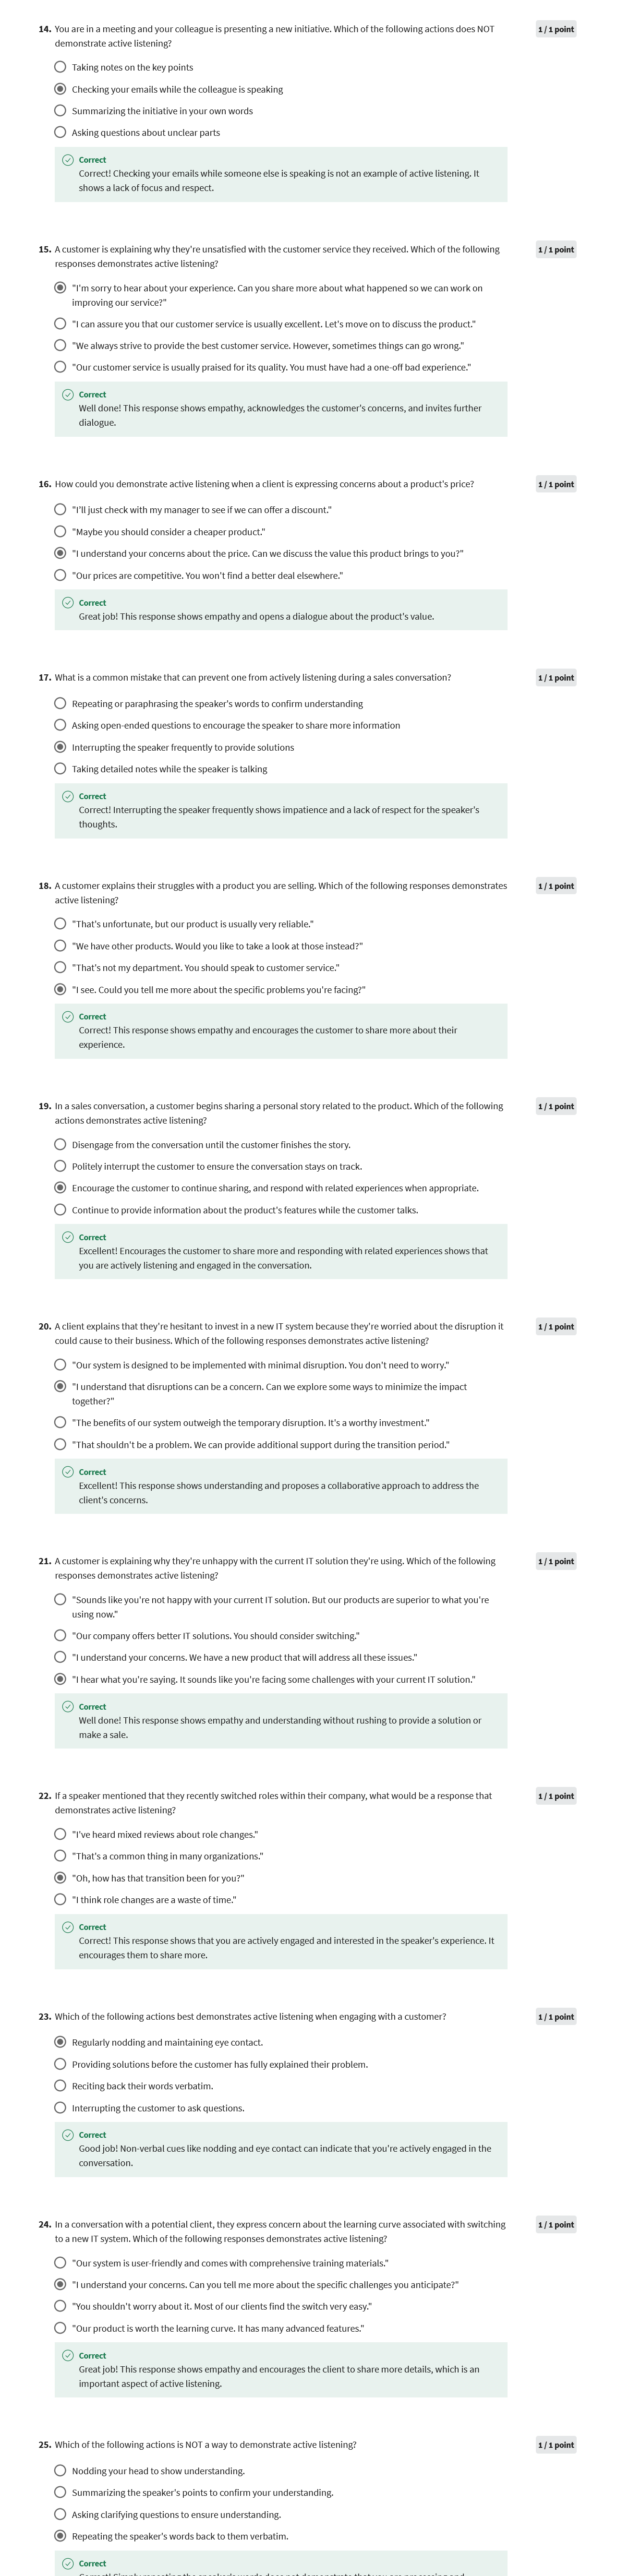 14. You are in a meeting and your colleague is presenting a new initiative. Which of the following actions does NOT
1 / 1 point
demonstrate active listening?
Taking notes on the key points
Checking your emails while the colleague is speaking
Summarizing the initiative in your own words
Asking questions about unclear parts
Correct
Correct! Checking your emails while someone else is speaking is not an example of active listening. It
shows a lack of focus and respect.
15. A customer is explaining why they're unsatisfied with the customer service they received. Which of the following
1 / 1 point
responses demonstrates active listening?
"I'm sorry to hear about your experience. Can you share more about what happened so we can work on
improving our service?"
"I can assure you that our customer service is usually excellent. Let's move on to discuss the product."
"We always strive to provide the best customer service. However, sometimes things can go wrong."
"Our customer service is usually praised for its quality. You must have had a one-off bad experience."
Correct
Well done! This response shows empathy, acknowledges the customer's concerns, and invites further
dialogue.
16. How could you demonstrate active listening when a client is expressing concerns about a product's price?
1 / 1 point
"I'll just check with my manager to see if we can offer a discount."
"Maybe you should consider a cheaper product."
"I understand your concerns about the price. Can we discuss the value this product brings to you?"
"Our prices are competitive. You won't find a better deal elsewhere."
Correct
Great job! This response shows empathy and opens a dialogue about the product's value.
17. What is a common mistake that can prevent one from actively listening during a sales conversation?
1 / 1 point
Repeating or paraphrasing the speaker's words to confirm understanding
Asking open-ended questions to encourage the speaker to share more information
Interrupting the speaker frequently to provide solutions
Taking detailed notes while the speaker is talking
Correct
Correct! Interrupting the speaker frequently shows impatience and a lack of respect for the speaker's
thoughts.
18. A customer explains their struggles with a product you are selling. Which of the following responses demonstrates
1 / 1 point
active listening?
"That's unfortunate, but our product is usually very reliable."
"We have other products. Would you like to take a look at those instead?"
"That's not my department. You should speak to customer service."
"I see. Could you tell me more about the specific problems you're facing?"
Correct
Correct! This response shows empathy and encourages the customer to share more about their
experience.
19. In a sales conversation, a customer begins sharing a personal story related to the product. Which of the following
1 / 1 point
actions demonstrates active listening?
Disengage from the conversation until the customer finishes the story.
Politely interrupt the customer to ensure the conversation stays on track.
Encourage the customer to continue sharing, and respond with related experiences when appropriate.
Continue to provide information about the product's features while the customer talks.
Correct
Excellent! Encourages the customer to share more and responding with related experiences shows that
you are actively listening and engaged in the conversation.
20. A client explains that they're hesitant to invest in a new IT system because they're worried about the disruption it
1 / 1 point
could cause to their business. Which of the following responses demonstrates active listening?
"Our system is designed to be implemented with minimal disruption. You don't need to worry."
"I understand that disruptions can be a concern. Can we explore some ways to minimize the impact
together?"
"The benefits of our system outweigh the temporary disruption. It's a worthy investment."
"That shouldn't be a problem. We can provide additional support during the transition period."
Correct
Excellent! This response shows understanding and proposes a collaborative approach to address the
client's concerns.
21. A customer is explaining why they're unhappy with the current IT solution they're using. Which of the following
1 / 1 point
responses demonstrates active listening?
"Sounds like you're not happy with your current IT solution. But our products are superior to what you're
using now."
"Our company offers better IT solutions. You should consider switching."
"I understand your concerns. We have a new product that will address all these issues."
"I hear what you're saying. It sounds like you're facing some challenges with your current IT solution."
Correct
Well done! This response shows empathy and understanding without rushing to provide a solution or
make a sale.
22. If a speaker mentioned that they recently switched roles within their company, what would be a response that
1 / 1 point
demonstrates active listening?
"I've heard mixed reviews about role changes."
"That's a common thing in many organizations."
"Oh, how has that transition been for you?"
"I think role changes are a waste of time."
Correct
Correct! This response shows that you are actively engaged and interested in the speaker's experience. It
encourages them to share more.
23. Which of the following actions best demonstrates active listening when engaging with a customer?
1 / 1 point
Regularly nodding and maintaining eye contact.
Providing solutions before the customer has fully explained their problem.
Reciting back their words verbatim.
Interrupting the customer to ask questions.
Correct
Good job! Non-verbal cues like nodding and eye contact can indicate that you're actively engaged in the
conversation.
24. In a conversation with a potential client, they express concern about the learning curve associated with switching
1 / 1 point
to a new IT system. Which of the following responses demonstrates active listening?
"Our system is user-friendly and comes with comprehensive training materials."
"I understand your concerns. Can you tell me more about the specific challenges you anticipate?"
"You shouldn't worry about it. Most of our clients find the switch very easy."
"Our product is worth the learning curve. It has many advanced features."
Correct
Great job! This response shows empathy and encourages the client to share more details, which is an
important aspect of active listening.
25. Which of the following actions is NOT a way to demonstrate active listening?
1 / 1 point
Nodding your head to show understanding.
Summarizing the speaker's points to confirm your understanding.
Asking clarifying questions to ensure understanding.
Repeating the speaker's words back to them verbatim.
Correct